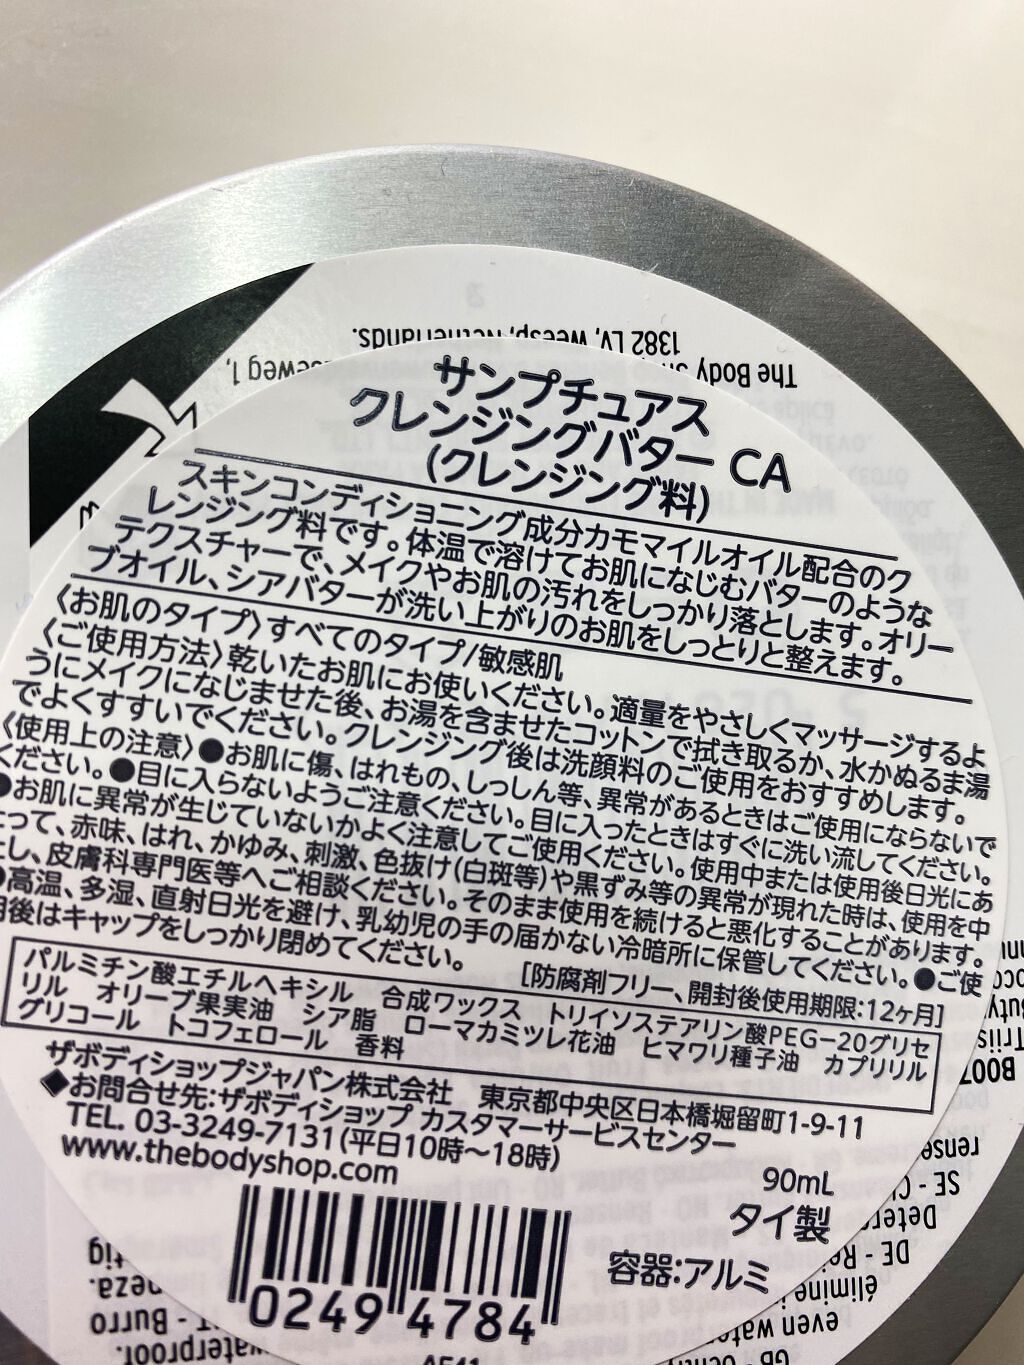 サンプチュアス
クレンジングバター CA
(クレンジング料)
スキンコンディショニング成分カモマイルオイル配合のク
レンジング料です。体温で溶けてお肌になじむバターのような
テクスチャーで、メイクやお肌の汚れをしっかり落とします。オリー
ブオイル、シアバターが洗い上がりのお肌をしっとりと整えます。
〈お肌のタイプ〉すべてのタイプ/敏感肌
〈ご使用方法〉乾いたお肌にお使いください。適量をやさしくマッサージするよ
うにメイクになじませた後、お湯を含ませたコットンで拭き取るか、水かぬるま湯
でよくすすいでください。クレンジング後は洗顔料のご使用をおすすめします。
〈使用上の注意〉●お肌に傷、はれもの、しっしん等、異常があるときはご使用にならないで
ください。●目に入らないようご注意ください。目に入ったときはすぐに洗い流してください。
●お肌に異常が生じていないかよく注意してご使用ください。使用中または使用後日光にあ
たって、赤味、はれ、かゆみ、刺激、色抜け(白斑等)や黒ずみ等の異常が現れた時は、使用を中
止し、皮膚科専門医等へご相談ください。そのまま使用を続けると悪化することがあります。
●高温、多湿、直射日光を避け、乳幼児の手の届かない冷暗所に保管してください。●ご使
用後はキャップをしっかり閉めてください。 [防腐剤フリー、開封後使用期限:12ヶ月]
パルミチン酸エチルヘキシル 合成ワックス トリイソステアリン酸PEG-20グリセ
リル オリーブ果実油 シア脂 ローマカミツレ花油 ヒマワリ種子油 カプリリル
グリコール トコフェロール 香料
ザボディショップジャパン株式会社 東京都中央区日本橋堀留町1-9-11
◆お問合せ先:ザボディショップ カスタマーサービスセンター
TEL. 03-3249-7131(平日10時～18時)
www.thebodyshop.com
90mL
タイ製
容器:アルミ
0249 4784
The Body
1382 LV, Weesp, Netherlands.
B007
SE -
DE -
élimine
even
- Burro